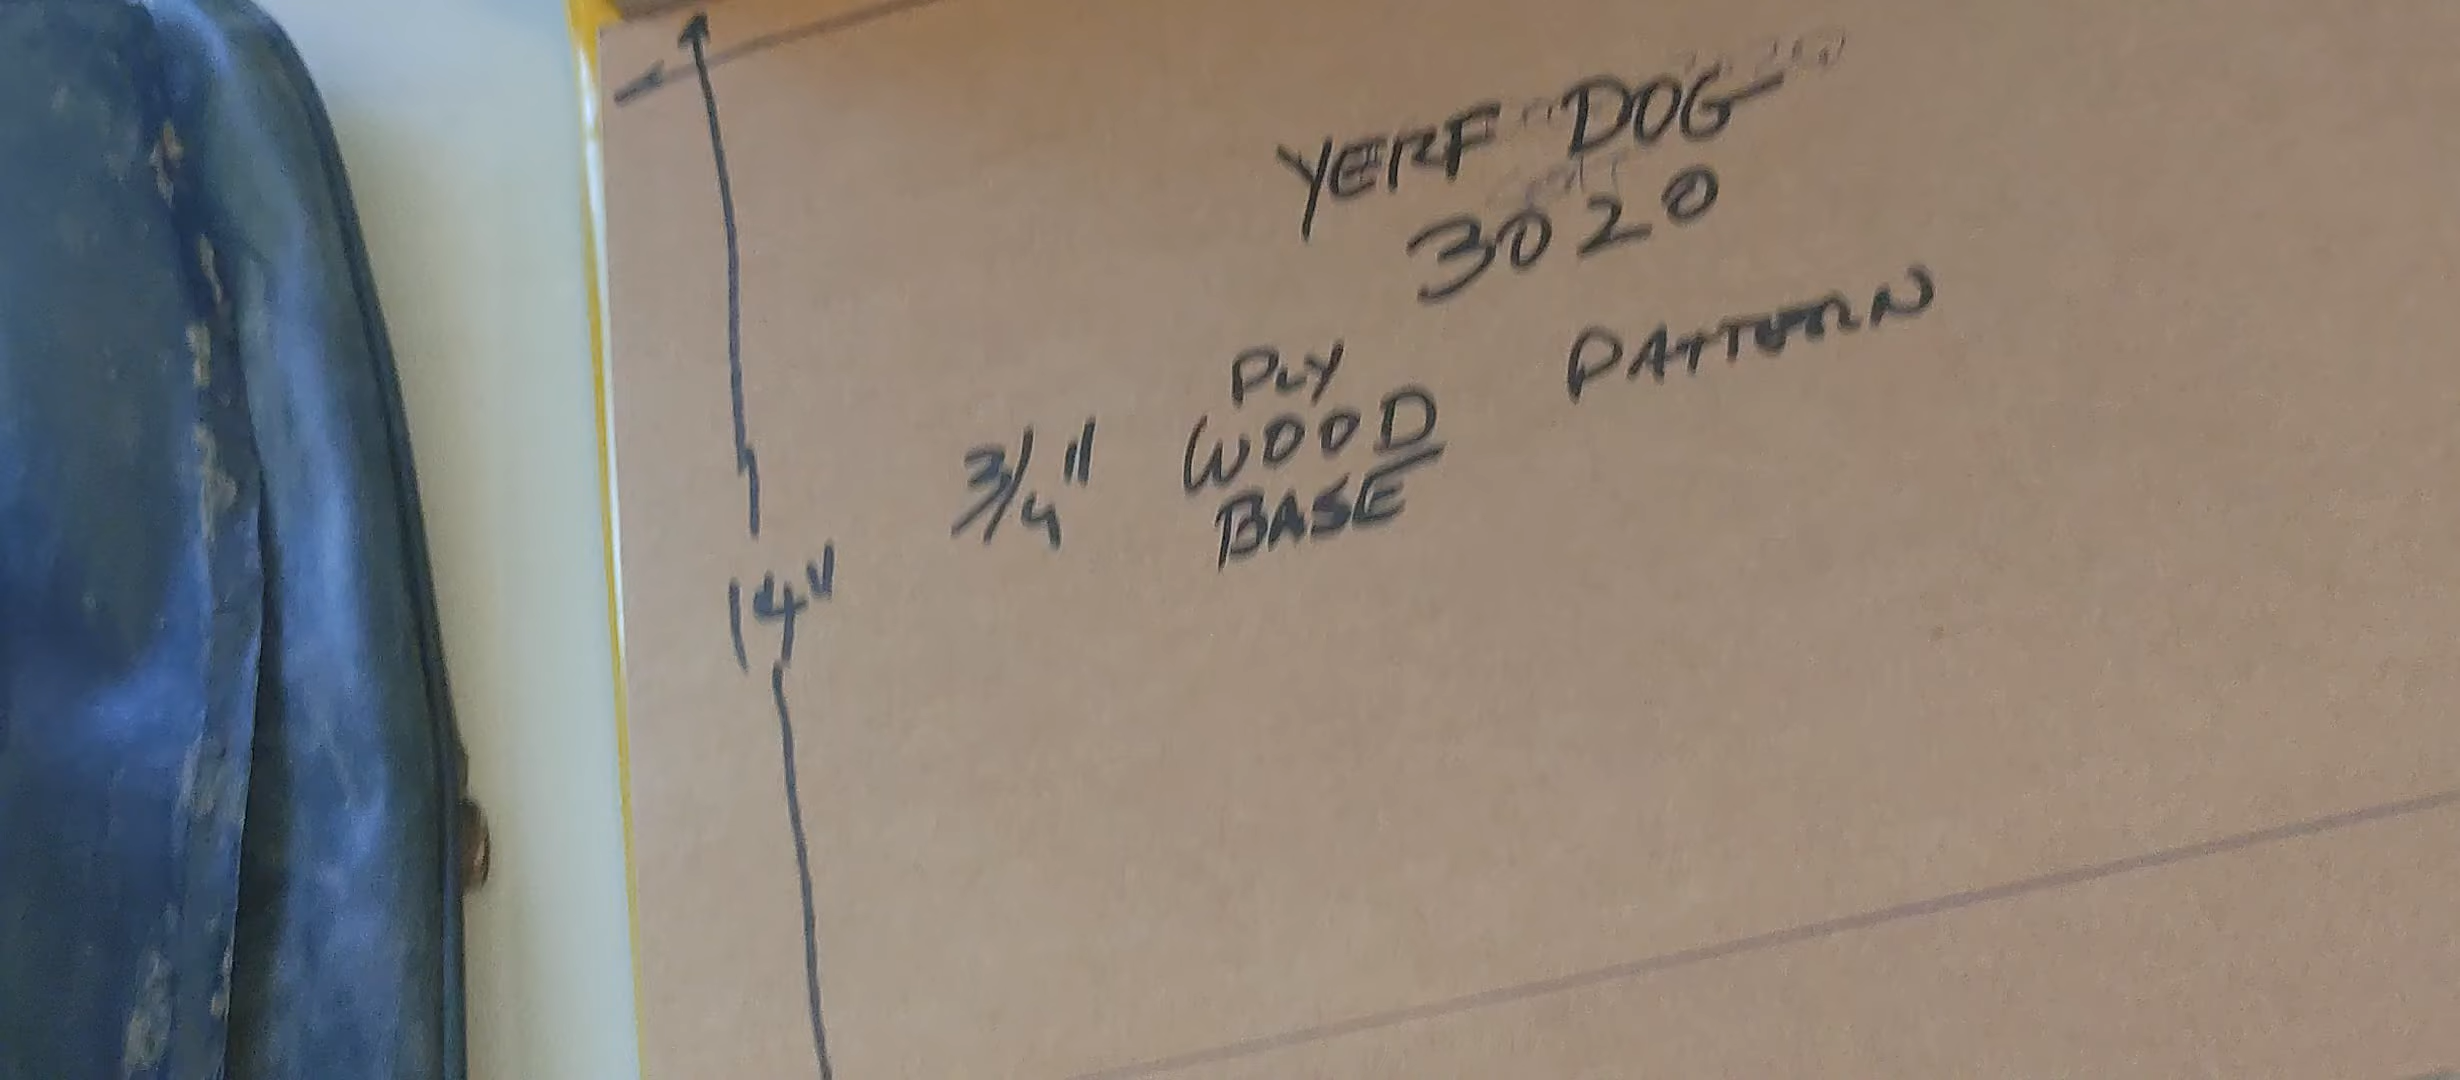 YERF DOG
3020
PLY
3/4" WOOD PATTERN
BASE
14"